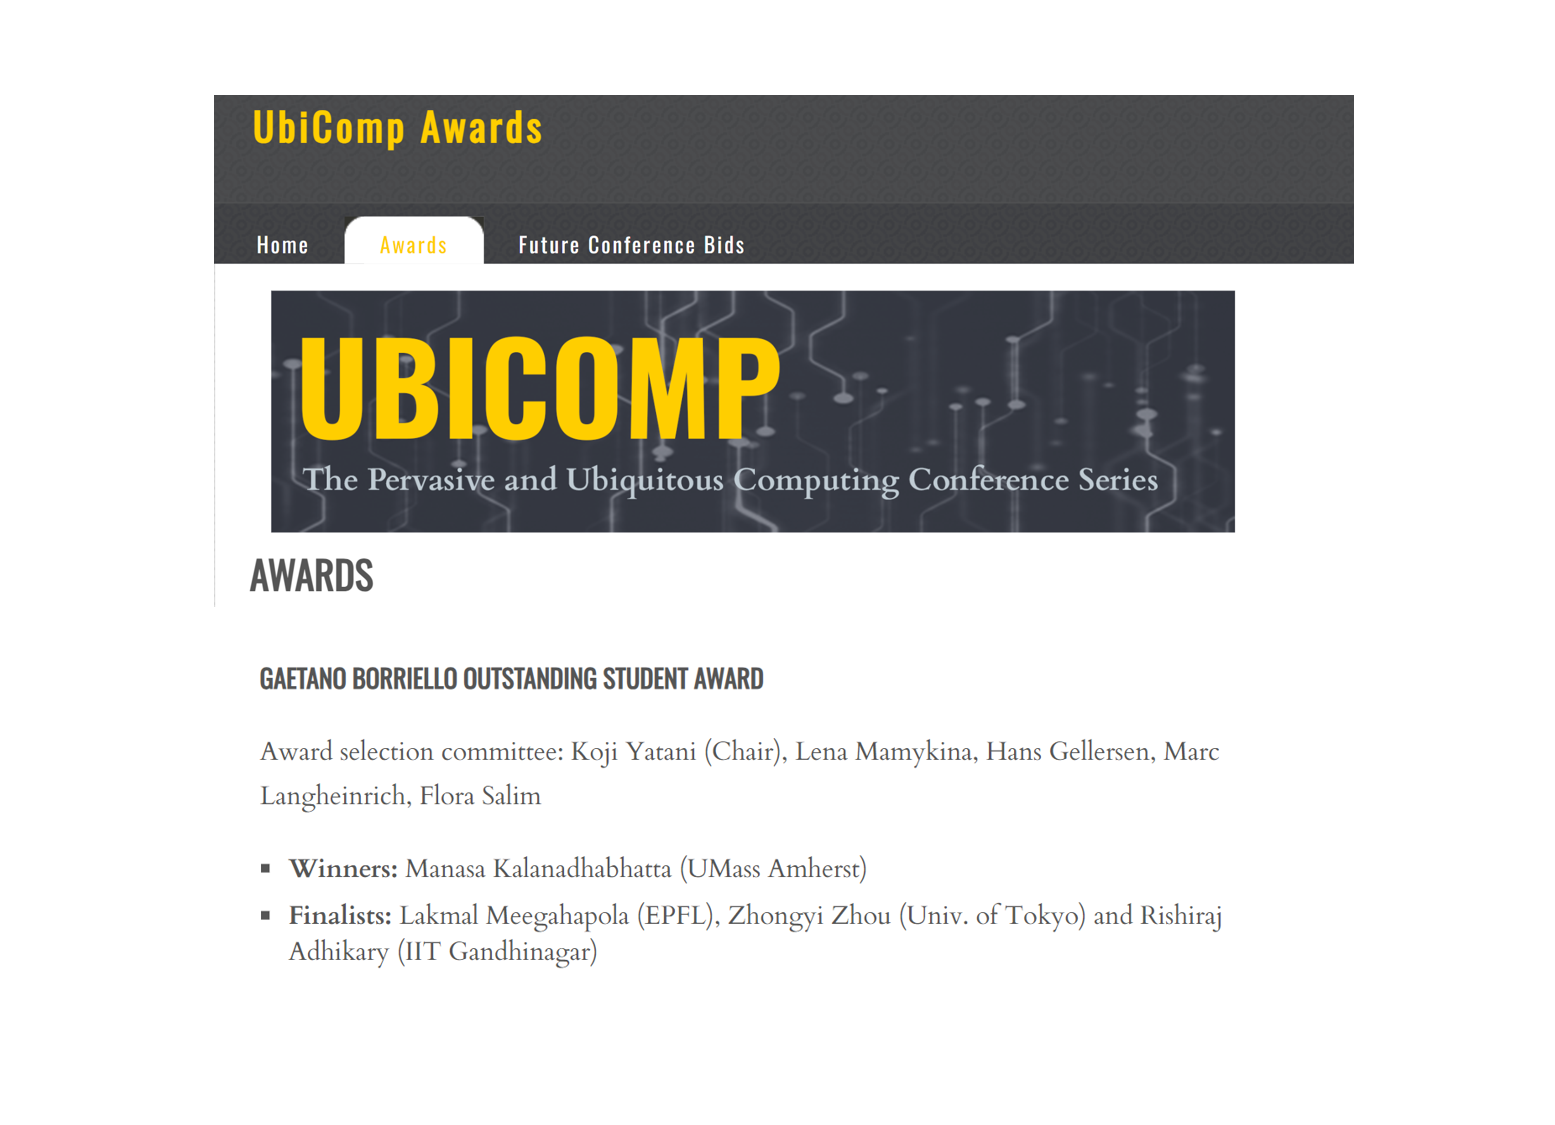 UbiComp Awards
Home Awards Future Conference Bids
UBICOMP
The Pervasive and Ubiquitous Computing Conference Series
AWARDS
GAETANO BORRIELLO OUTSTANDING STUDENT AWARD
Award selection committee: Koji Yatani (Chair), Lena Mamykina, Hans Gellersen, Marc
Langheinrich, Flora Salim
▪ Winners: Manasa Kalanadhabhatta (UMass Amherst)
▪ Finalists: Lakmal Meegahapola (EPFL), Zhongyi Zhou (Univ. of Tokyo) and Rishiraj
Adhikary (IIT Gandhinagar)